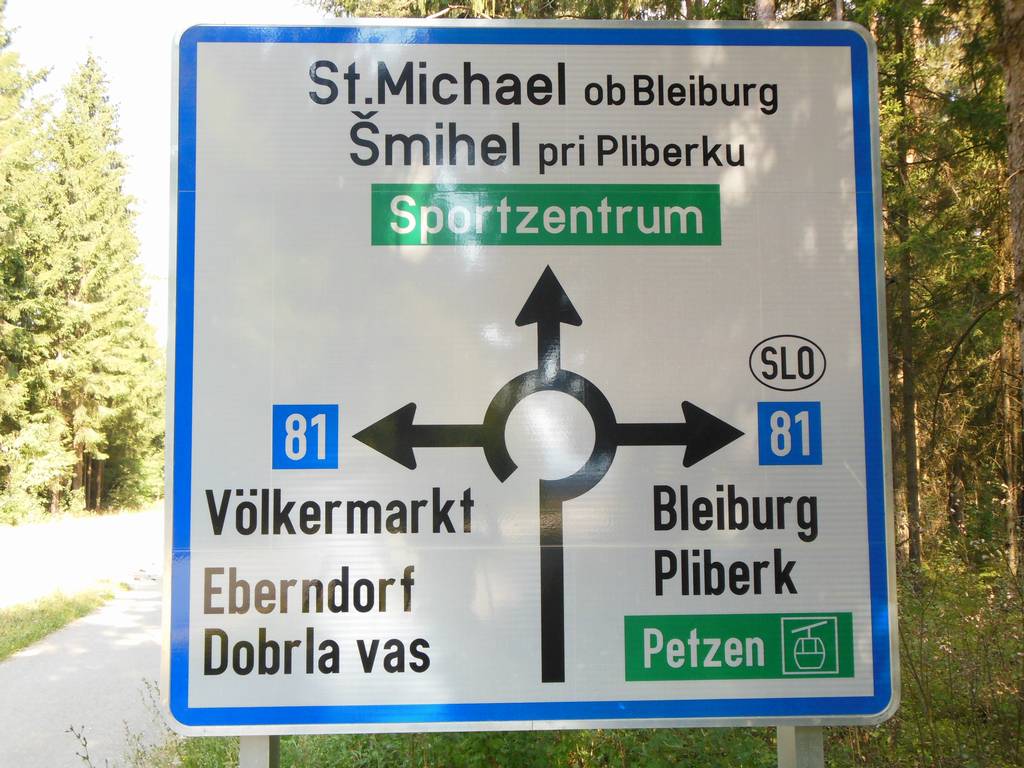 St. Michael ob Bleiburg
Šmihel pri Pliberku
Sportzentrum
SLO
81
81
Völkermarkt
Eberndorf
Dobrla vas
Bleiburg
Pliberk
Petzen